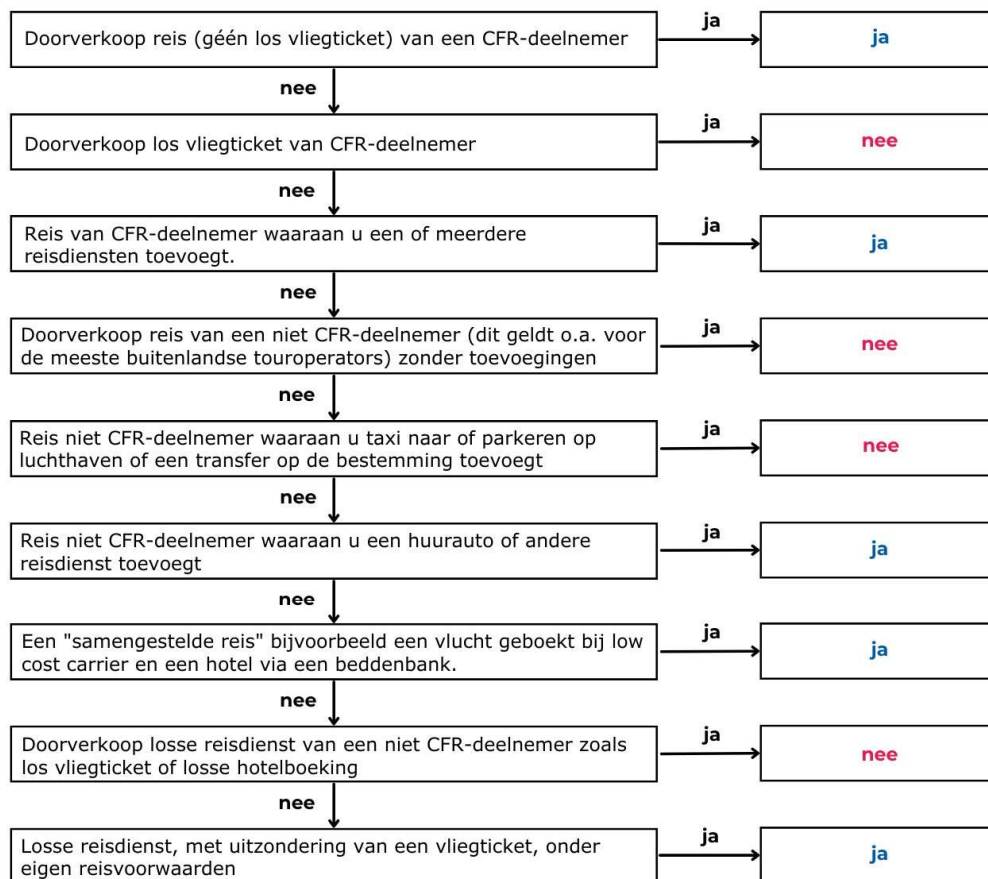 ja
Doorverkoop reis (géén los vliegticket) van een CFR-deelnemer
ja
nee
ja
Doorverkoop los vliegticket van CFR-deelnemer
nee
nee
ja
Reis van CFR-deelnemer waaraan u een of meerdere
reisdiensten toevoegt.
ja
nee
ja
Doorverkoop reis van een niet CFR-deelnemer (dit geldt o.a. voor
de meeste buitenlandse touroperators) zonder toevoegingen
nee
nee
ja
Reis niet CFR-deelnemer waaraan u taxi naar of parkeren op
luchthaven of een transfer op de bestemming toevoegt
nee
nee
ja
Reis niet CFR-deelnemer waaraan u een huurauto of andere
reisdienst toevoegt
ja
nee
ja
Een "samengestelde reis" bijvoorbeeld een vlucht geboekt bij low
cost carrier en een hotel via een beddenbank.
ja
nee
ja
Doorverkoop losse reisdienst van een niet CFR-deelnemer zoals
los vliegticket of losse hotelboeking
nee
nee
ja
Losse reisdienst, met uitzondering van een vliegticket, onder
eigen reisvoorwaarden
ja